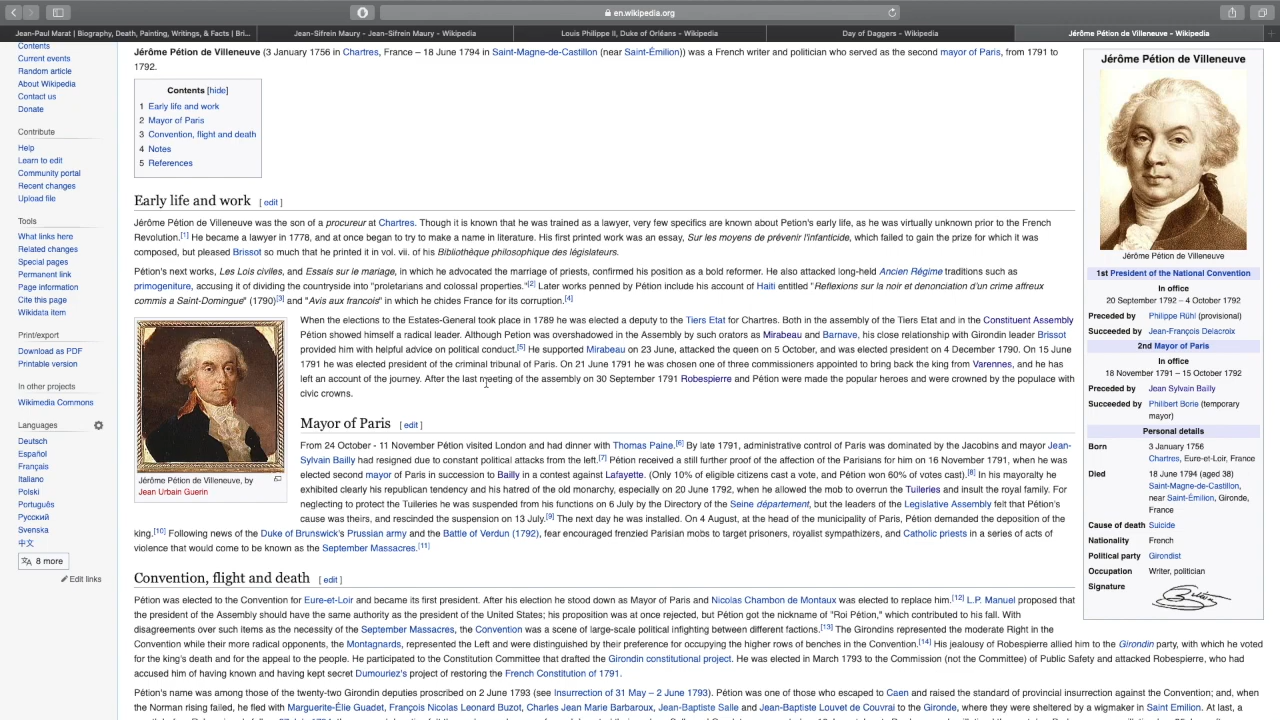 en.wikipedia.org
Jean-Paul Marat | Biography, Death, Painting, Writings, & Facts | Bri...
Jean-Sifrein Maury - Jean-Sifrein Maury - Wikipedia
Louis Philippe II, Duke of Orléans - Wikipedia
Day of Daggers - Wikipedia
Jérôme Pétion de Villeneuve - Wikipedia
Contents
Current events
Random article
About Wikipedia
Contact us
Donate
Contribute
Help
Learn to edit
Community portal
Recent changes
Upload file
Tools
What links here
Related changes
Special pages
Permanent link
Page information
Cite this page
Wikidata item
Print/export
Download as PDF
Printable version
In other projects
Wikimedia Commons
Languages
Deutsch
Español
Français
Italiano
Polski
Português
Русский
Svenska
中文
8 more
Edit links
Jérôme Pétion de Villeneuve (3 January 1756 in Chartres, France – 18 June 1794 in Saint-Magne-de-Castillon (near Saint-Émilion)) was a French writer and politician who served as the second mayor of Paris, from 1791 to
1792.
Contents [hide]
1 Early life and work
2 Mayor of Paris
3 Convention, flight and death
4 Notes
5 References
Early life and work [ edit ]
Jérôme Pétion de Villeneuve was the son of a procureur at Chartres. Though it is known that he was trained as a lawyer, very few specifics are known about Petion's early life, as he was virtually unknown prior to the French
Revolution.[1] He became a lawyer in 1778, and at once began to try to make a name in literature. His first printed work was an essay, Sur les moyens de prévenir l'infanticide, which failed to gain the prize for which it was
composed, but pleased Brissot so much that he printed it in vol. vii. of his Bibliothèque philosophique des législateurs.
Pétion's next works, Les Lois civiles, and Essais sur le mariage, in which he advocated the marriage of priests, confirmed his position as a bold reformer. He also attacked long-held Ancien Régime traditions such as
primogeniture, accusing it of dividing the countryside into "proletarians and colossal properties."[2] Later works penned by Pétion include his account of Haiti entitled "Reflexions sur la noir et denonciation d'un crime affreux
commis a Saint-Domingue" (1790)[3] and "Avis aux francois" in which he chides France for its corruption.[4]
When the elections to the Estates-General took place in 1789 he was elected a deputy to the Tiers Etat for Chartres. Both in the assembly of the Tiers Etat and in the Constituent Assembly
Pétion showed himself a radical leader. Although Petion was overshadowed in the Assembly by such orators as Mirabeau and Barnave, his close relationship with Girondin leader Brissot
provided him with helpful advice on political conduct.[5] He supported Mirabeau on 23 June, attacked the queen on 5 October, and was elected president on 4 December 1790. On 15 June
1791 he was elected president of the criminal tribunal of Paris. On 21 June 1791 he was chosen one of three commissioners appointed to bring back the king from Varennes, and he has
left an account of the journey. After the last meeting of the assembly on 30 September 1791 Robespierre and Pétion were made the popular heroes and were crowned by the populace with
civic crowns.
Jérôme Pétion de Villeneuve, by
Jean Urbain Guerin
Mayor of Paris [ edit ]
From 24 October - 11 November Pétion visited London and had dinner with Thomas Paine.[6] By late 1791, administrative control of Paris was dominated by the Jacobins and mayor Jean-
Sylvain Bailly had resigned due to constant political attacks from the left.[7] Pétion received a still further proof of the affection of the Parisians for him on 16 November 1791, when he was
elected second mayor of Paris in succession to Bailly in a contest against Lafayette. (Only 10% of eligible citizens cast a vote, and Pétion won 60% of votes cast).[8] In his mayoralty he
exhibited clearly his republican tendency and his hatred of the old monarchy, especially on 20 June 1792, when he allowed the mob to overrun the Tuileries and insult the royal family. For
neglecting to protect the Tuileries he was suspended from his functions on 6 July by the Directory of the Seine département, but the leaders of the Legislative Assembly felt that Pétion's
cause was theirs, and rescinded the suspension on 13 July.[9] The next day he was installed. On 4 August, at the head of the municipality of Paris, Pétion demanded the deposition of the
king.[10] Following news of the Duke of Brunswick's Prussian army and the Battle of Verdun (1792), fear encouraged frenzied Parisian mobs to target prisoners, royalist sympathizers, and Catholic priests in a series of acts of
violence that would come to be known as the September Massacres.[11]
Convention, flight and death [ edit ]
Pétion was elected to the Convention for Eure-et-Loir and became its first president. After his election he stood down as Mayor of Paris and Nicolas Chambon de Montaux was elected to replace him.[12] L.P. Manuel proposed that
the president of the Assembly should have the same authority as the president of the United States; his proposition was at once rejected, but Pétion got the nickname of "Roi Pétion," which contributed to his fall. With
disagreements over such items as the necessity of the September Massacres, the Convention was a scene of large-scale political infighting between different factions.[13] The Girondins represented the moderate Right in the
Convention while their more radical opponents, the Montagnards, represented the Left and were distinguished by their preference for occupying the higher rows of benches in the Convention.[14] His jealousy of Robespierre allied him to the Girondin party, with which he voted
for the king's death and for the appeal to the people. He participated to the Constitution Committee that drafted the Girondin constitutional project. He was elected in March 1793 to the Commission (not the Committee) of Public Safety and attacked Robespierre, who had
accused him of having known and having kept secret Dumouriez's project of restoring the French Constitution of 1791.
Pétion's name was among those of the twenty-two Girondin deputies proscribed on 2 June 1793 (see Insurrection of 31 May – 2 June 1793). Pétion was one of those who escaped to Caen and raised the standard of provincial insurrection against the Convention; and, when
the Norman rising failed, he fled with Marguerite-Élie Guadet, François Nicolas Léonard Buzot, Charles Jean Marie Barbaroux, Jean-Baptiste Salle and Jean-Baptiste Louvet de Couvrai to the Gironde, where they were sheltered by a wigmaker in Saint Emilion. At last, a
Jérôme Pétion de Villeneuve
Jérôme Pétion de Villeneuve
1st President of the National Convention
In office
20 September 1792 – 4 October 1792
Preceded by Philippe Rühl (provisional)
Succeeded by Jean-François Delacroix
2nd Mayor of Paris
In office
18 November 1791 – 15 October 1792
Preceded by Jean Sylvain Bailly
Succeeded by Philibert Borie (temporary
mayor)
Personal details
Born 3 January 1756
Chartres, Eure-et-Loir, France
Died 18 June 1794 (aged 38)
Saint-Magne-de-Castillon,
near Saint-Émilion, Gironde,
France
Cause of death Suicide
Nationality French
Political party Girondist
Occupation Writer, politician
Signature